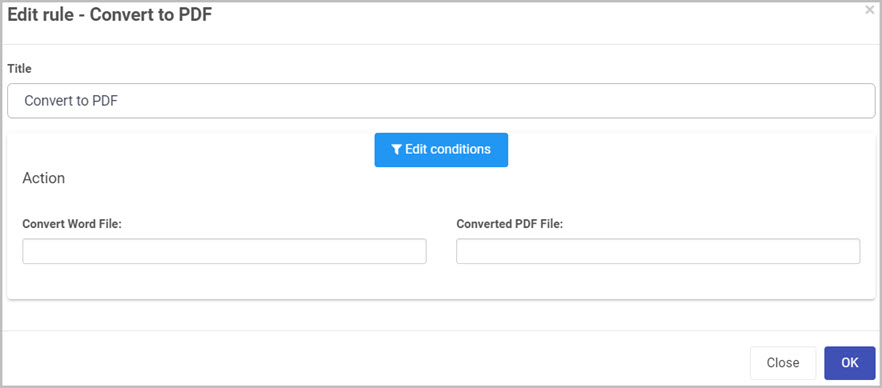 Edit rule - Convert to PDF
×
Title
Convert to PDF
Edit conditions
Action
Convert Word File:
Converted PDF File:
Close
OK